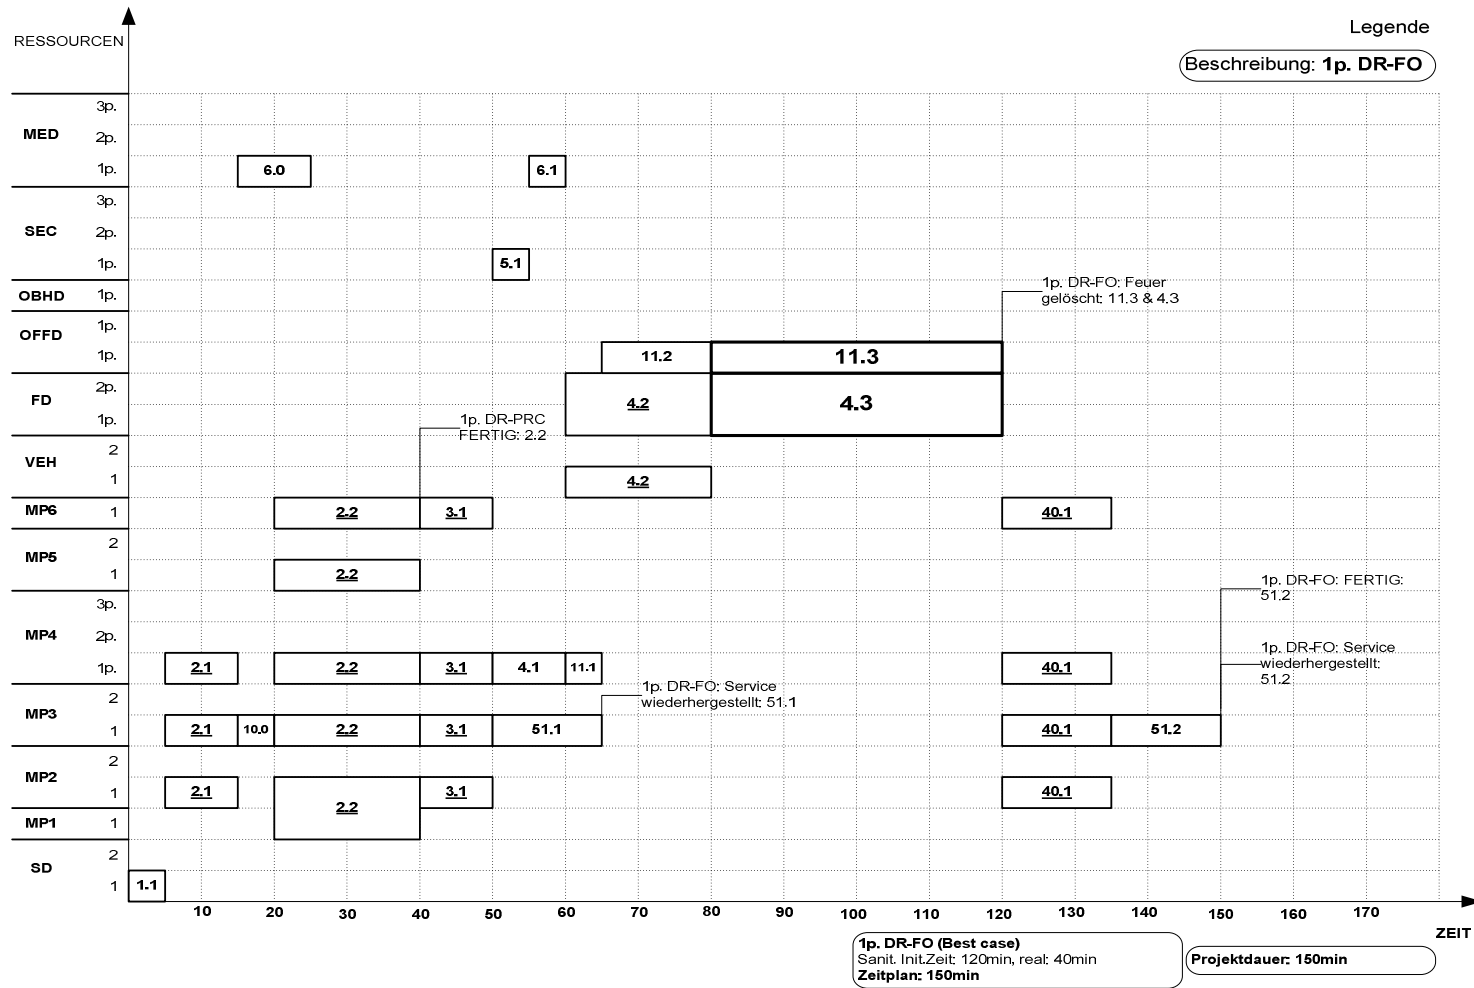 RESSOURCEN
Legende
Beschreibung: 1p. DR-FO
3p.
MED
2p.
1p.
6.0
6.1
3p.
SEC
2p.
1p.
5.1
OBHD 1p.
1p. DR-FO: Feuer
gelöscht: 11.3 & 4.3
1p.
OFFD
1p.
11.2
11.3
2p.
FD
4.2
4.3
1p.
1p. DR-PRC
FERTIG: 2.2
2
VEH
1
4.2
MP6 1
2.2
3.1
40.1
2
MP5
1
2.2
1p. DR-FO: FERTIG:
51.2
3p.
MP4
2p.
1p.
2.1
2.2
3.1
4.1
11.1
40.1
1p. DR-FO: Service
wiederhergestellt:
51.2
1p. DR-FO: Service
wiederhergestellt: 51.1
2
MP3
1
2.1
10.0
2.2
3.1
51.1
40.1
51.2
2
MP2
1
2.1
2.2
3.1
40.1
MP1 1
2
SD
1
1.1
10 20 30 40 50 60 70 80 90 100 110 120 130 140 150 160 170
ZEIT
1p. DR-FO (Best case)
Sanit. Init.Zeit: 120min, real: 40min
Zeitplan: 150min
Projektdauer: 150min